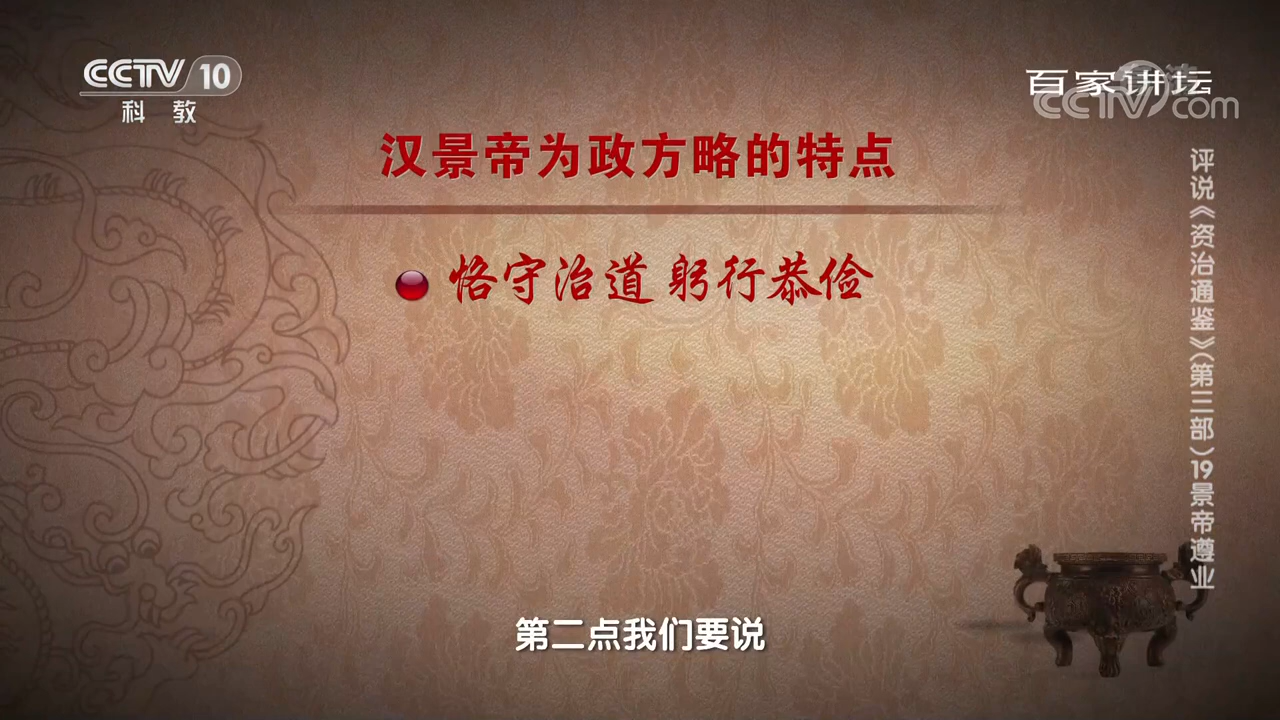 CCTV 10
科教
百家讲坛
CCTV.com
汉景帝为政方略的特点
恪守治道 躬行恭俭
评说《资治通鉴》(第三部)19景帝遵业
第二点我们要说